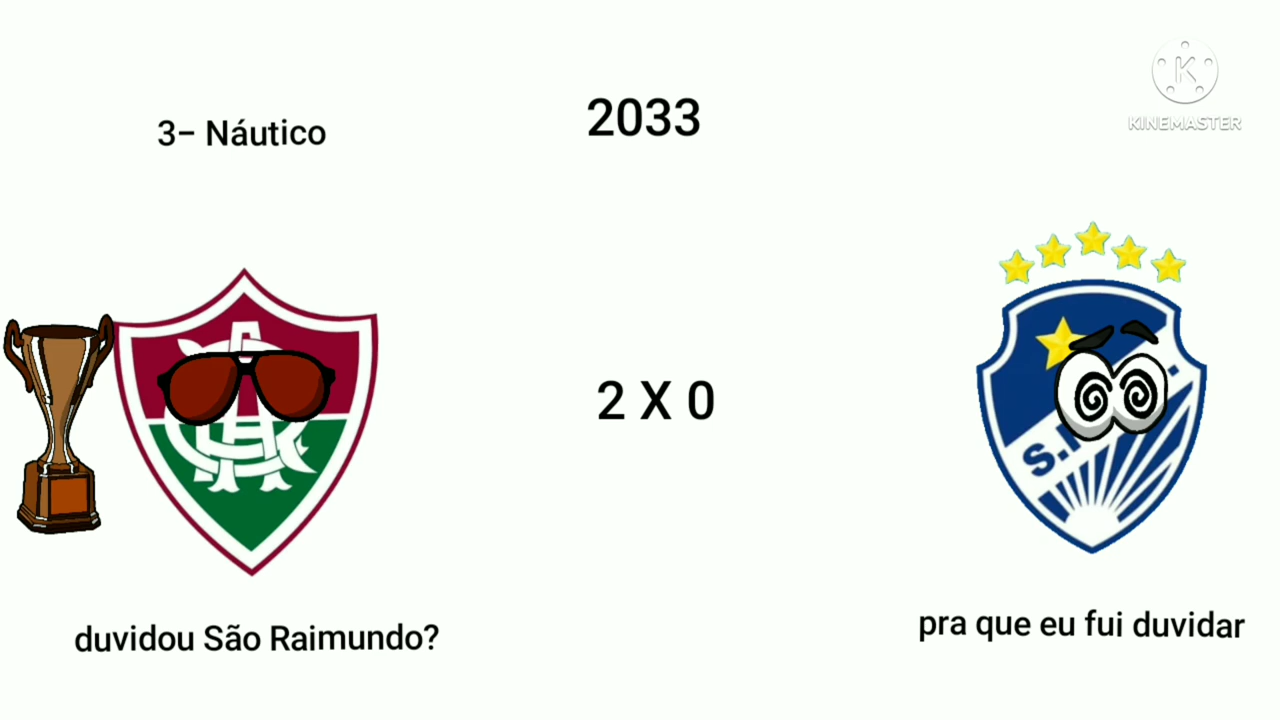 2033
KINEMASTER
3- Náutico
2 X 0
S.
duvidou São Raimundo?
pra que eu fui duvidar